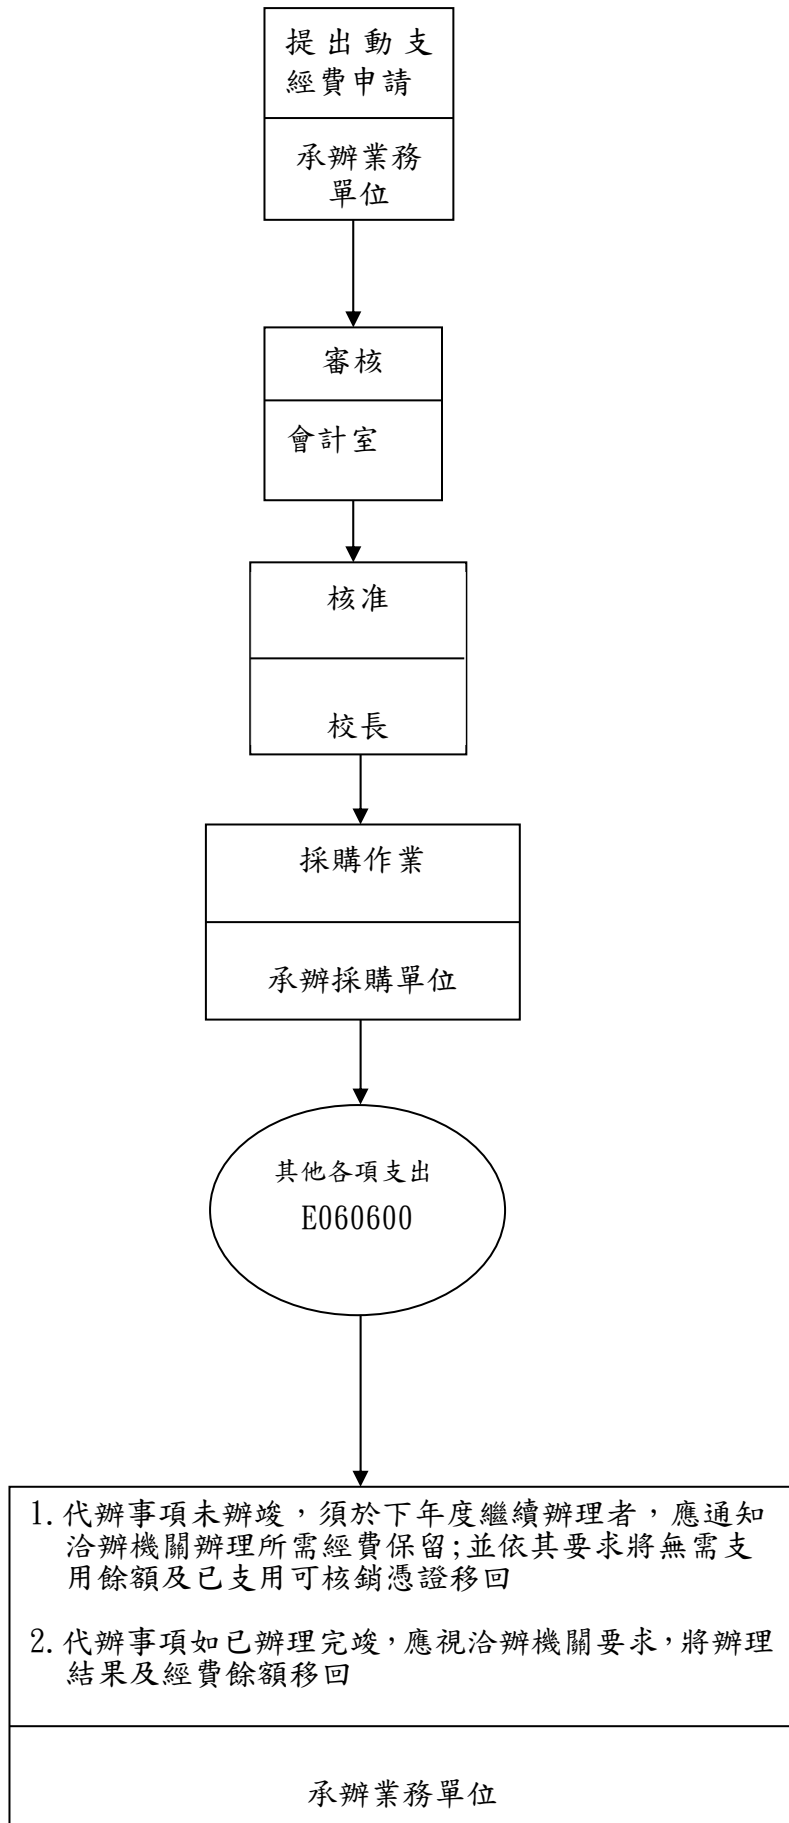 提出動支
經費申請
承辦業務
單位
審核
會計室
核准
校長
採購作業
承辦採購單位
其他各項支出
E060600
1.代辦事項未辦竣，須於下年度繼續辦理者，應通知
洽辦機關辦理所需經費保留;並依其要求將無需支
用餘額及已支用可核銷憑證移回
2.代辦事項如已辦理完竣，應視洽辦機關要求，將辦理
結果及經費餘額移回
承辦業務單位